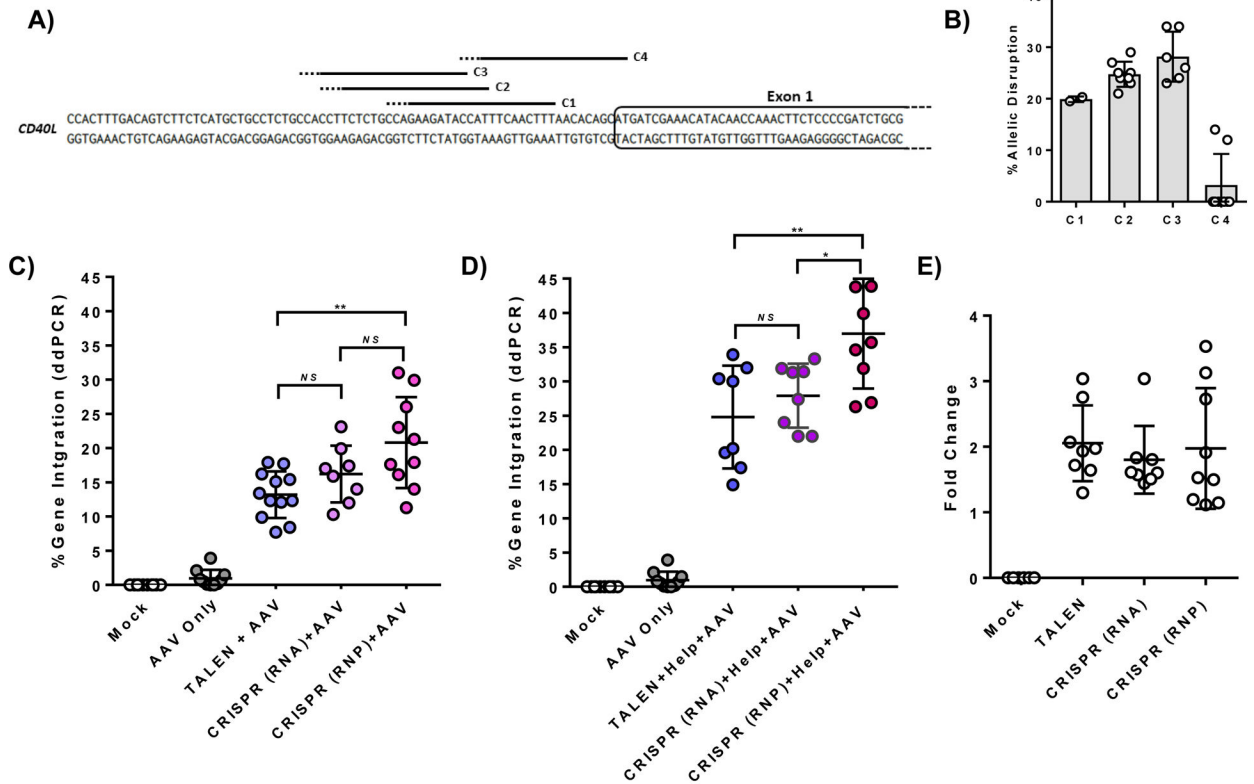 A)
C4
C3
C2
C1
Exon 1
CD40L
CCACTTTGACAGTCTTCTCATGCTGCCTCTGCCACCTTCTCTGCCAGAAGATACCATTTCAACTTTAACACAGCATGATCGAAACATACAACCAAACTTCTCCCCGATCTGCG
GGTGAAACTGTCAGAAGAGTACGACGGAGACGGTGGAAGAGACGGTCTTCTATGGTAAAGTTGAAATTGTGTCGTACTAGCTTTGTATGTTGGTTTGAAGAGGGGCTAGACGC
B)
% Allelic Disruption
30
20
10
0
C1 C2 C3 C4
C)
%Gene Intgration (ddPCR)
45
40
35
30
25
20
15
10
5
0
**
NS
NS
Mock
AAV Only
TALEN + AAV
CRISPR (RNA)+AAV
CRISPR (RNP)+AAV
D)
%Gene Intgration (ddPCR)
45
40
35
30
25
20
15
10
5
0
**
*
NS
Mock
AAV Only
TALEN+Help+AAV
CRISPR (RNA)+Help+AAV
CRISPR (RNP)+Help+AAV
E)
Fold Change
4
3
2
1
0
Mock
TALEN
CRISPR (RNA)
CRISPR (RNP)